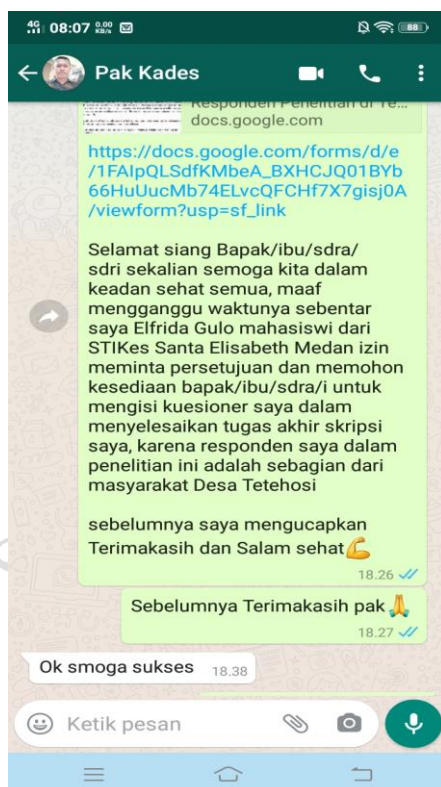 4G 08:07 0.00 KB/s 88
Pak Kades
Responden Penelitian di Te...
docs.google.com
https://docs.google.com/forms/d/e
/1FAIpQLSdfKMbeA_BXHCJQ01BYb
66HuUucMb74ELvcQFCHf7X7gisj0A
/viewform?usp=sf_link
Selamat siang Bapak/ibu/sdra/
sdri sekalian semoga kita dalam
keadan sehat semua, maaf
mengganggu waktunya sebentar
saya Elfrida Gulo mahasiswi dari
STIKes Santa Elisabeth Medan izin
meminta persetujuan dan memohon
kesediaan bapak/ibu/sdra/i untuk
mengisi kuesioner saya dalam
menyelesaikan tugas akhir skripsi
saya, karena responden saya dalam
penelitian ini adalah sebagian dari
masyarakat Desa Tetehosi
sebelumnya saya mengucapkan
Terimakasih dan Salam sehat💪
18.26
Sebelumnya Terimakasih pak🙏
18.27
Ok smoga sukses 18.38
Ketik pesan